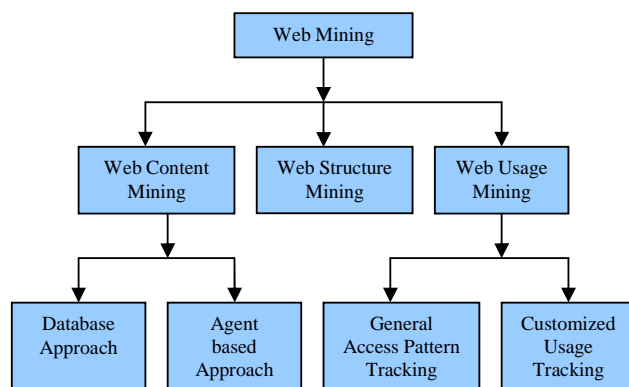 Web Mining
Web Content
Mining
Web Structure
Mining
Web Usage
Mining
Database
Approach
Agent
based
Approach
General
Access Pattern
Tracking
Customized
Usage
Tracking